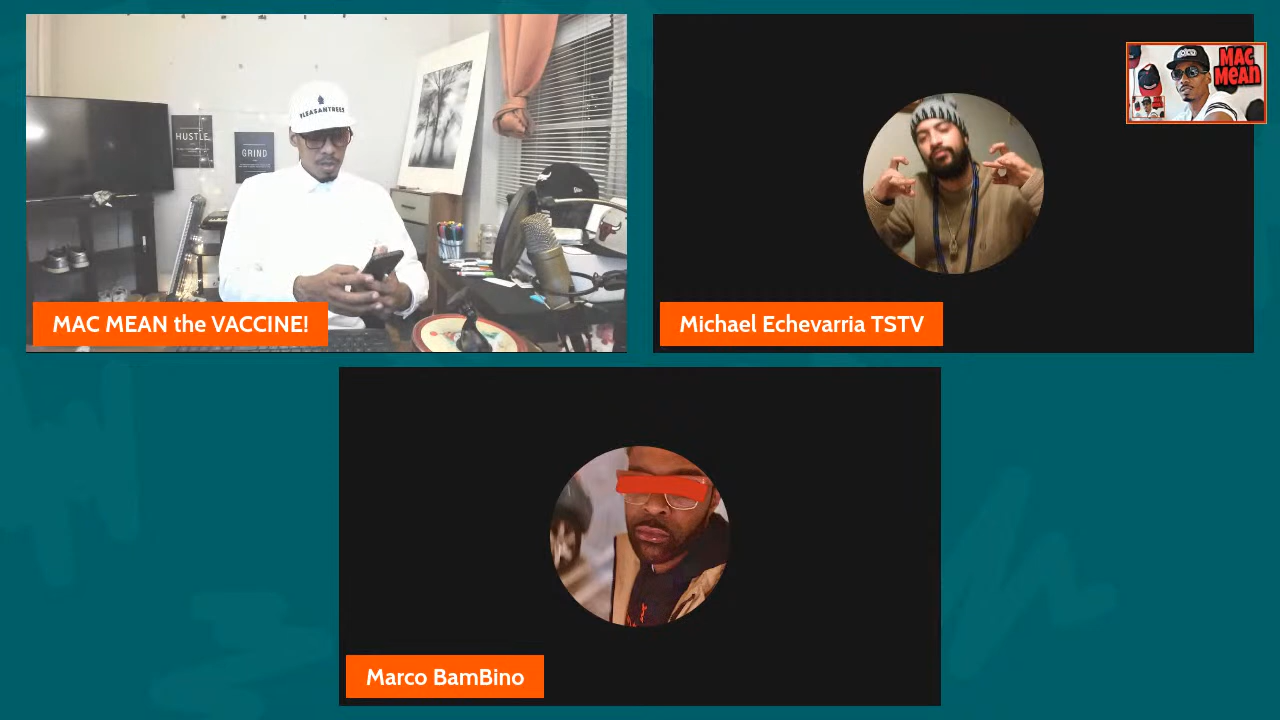 HUSTLE
GRIND
PLEASANTREES
MAC MEAN the VACCINE!
Michael Echevarria TSTV
MAC
MEAN
Marco BamBino